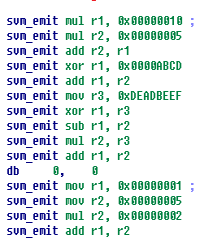 svm_emit mul r1, 0x00000010 ;
svm_emit mul r2, 0x00000005
svm_emit add r2, r1
svm_emit xor r1, 0x0000ABCD
svm_emit add r1, r2
svm_emit mov r3, 0xDEADBEEF
svm_emit xor r1, r3
svm_emit sub r1, r2
svm_emit mul r2, r3
svm_emit add r1, r2
db 0, 0
svm_emit mov r1, 0x00000001 ;
svm_emit mov r2, 0x00000005
svm_emit mul r2, 0x00000002
svm_emit add r1, r2